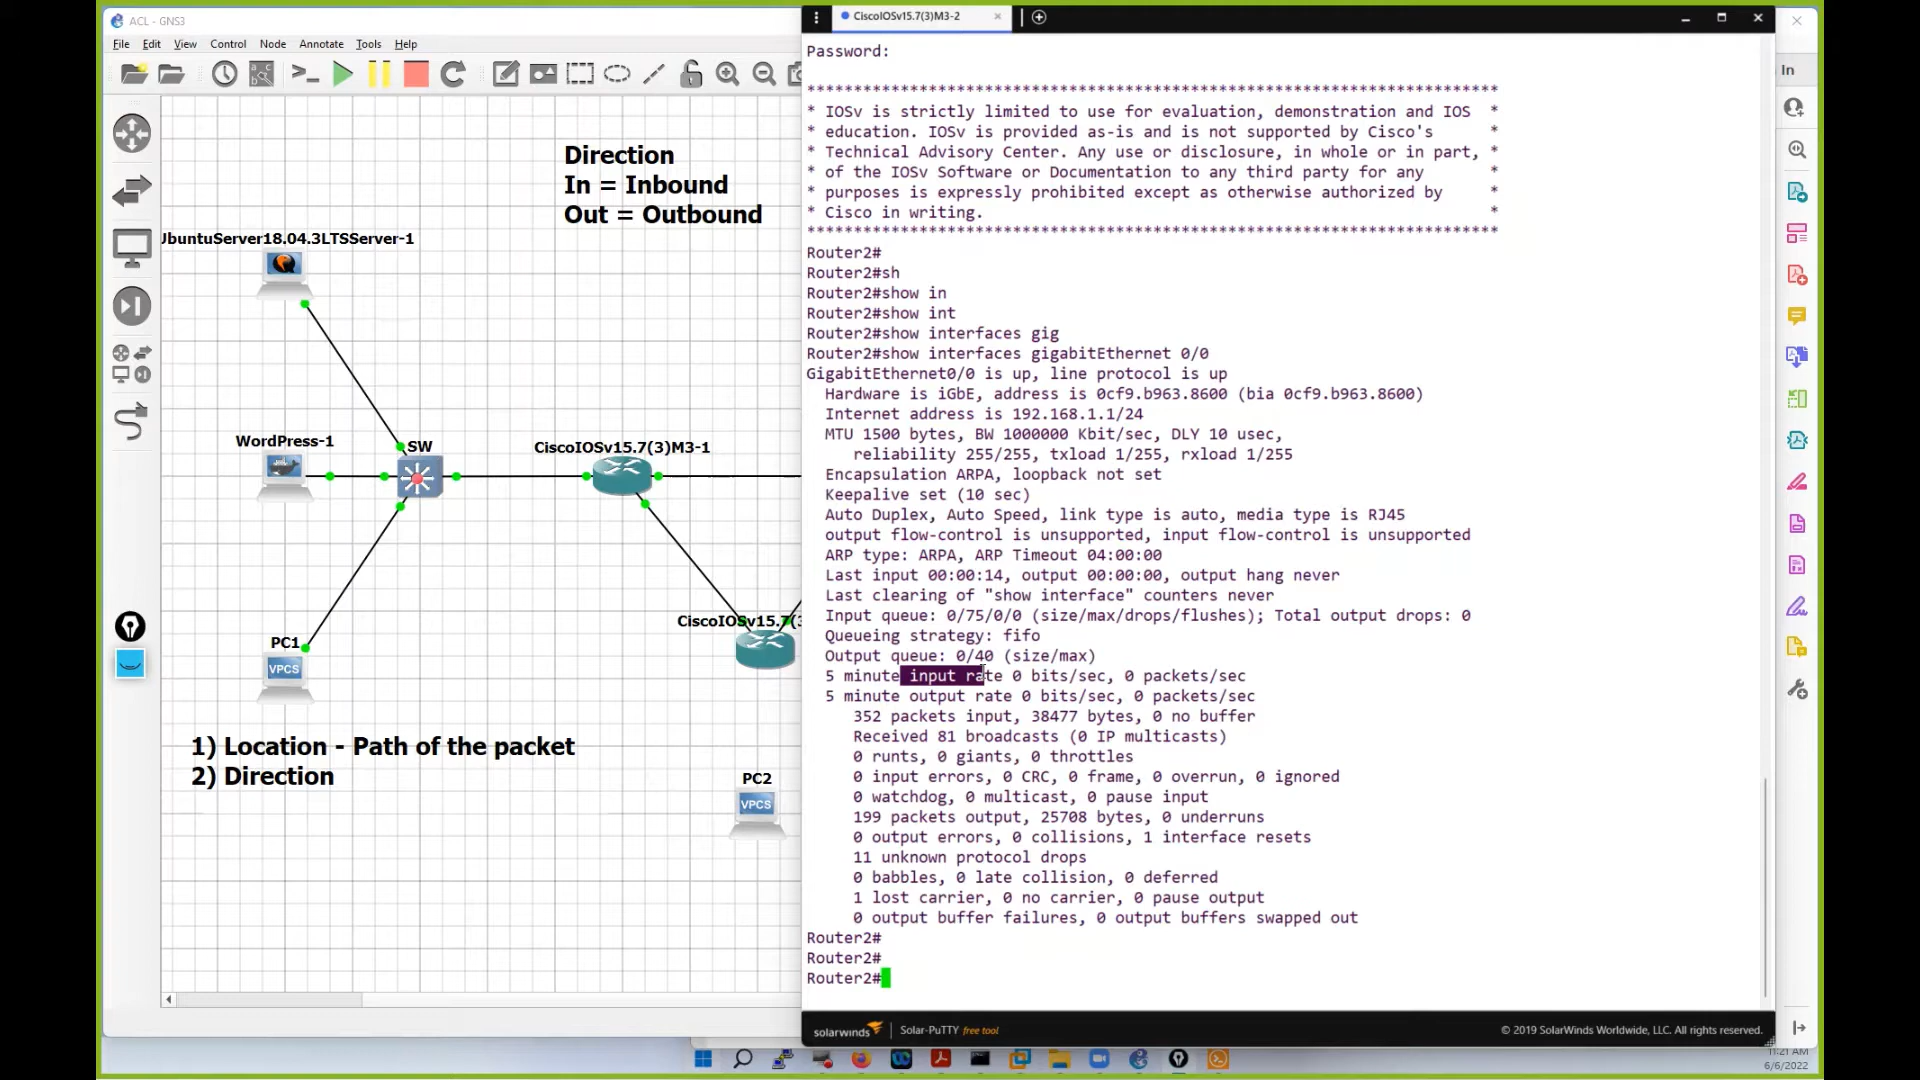 ACL - GNS3
File Edit View Control Node Annotate Tools Help
Direction
In = Inbound
Out = Outbound
UbuntuServer18.04.3LTSServer-1
WordPress-1
SW
CiscoIOSv15.7(3)M3-1
CiscoIOSv15.7(3
PC1
VPCS
1) Location - Path of the packet
2) Direction
PC2
VPCS
CiscoIOSv15.7(3)M3-2
Password:
*
* IOSv is strictly limited to use for evaluation, demonstration and IOS *
* education. IOSv is provided as-is and is not supported by Cisco's *
* Technical Advisory Center. Any use or disclosure, in whole or in part, *
* of the IOSv Software or Documentation to any third party for any *
* purposes is expressly prohibited except as otherwise authorized by *
* Cisco in writing. *
Router2#
Router2#sh
Router2#show in
Router2#show int
Router2#show interfaces gig
Router2#show interfaces gigabitEthernet 0/0
GigabitEthernet0/0 is up, line protocol is up
Hardware is iGbE, address is 0cf9.b963.8600 (bia 0cf9.b963.8600)
Internet address is 192.168.1.1/24
MTU 1500 bytes, BW 1000000 Kbit/sec, DLY 10 usec,
reliability 255/255, txload 1/255, rxload 1/255
Encapsulation ARPA, loopback not set
Keepalive set (10 sec)
Auto Duplex, Auto Speed, link type is auto, media type is RJ45
output flow-control is unsupported, input flow-control is unsupported
ARP type: ARPA, ARP Timeout 04:00:00
Last input 00:00:14, output 00:00:00, output hang never
Last clearing of "show interface" counters never
Input queue: 0/75/0/0 (size/max/drops/flushes); Total output drops: 0
Queueing strategy: fifo
Output queue: 0/40 (size/max)
5 minute input rate 0 bits/sec, 0 packets/sec
5 minute output rate 0 bits/sec, 0 packets/sec
352 packets input, 38477 bytes, 0 no buffer
Received 81 broadcasts (0 IP multicasts)
0 runts, 0 giants, 0 throttles
0 input errors, 0 CRC, 0 frame, 0 overrun, 0 ignored
0 watchdog, 0 multicast, 0 pause input
199 packets output, 25708 bytes, 0 underruns
0 output errors, 0 collisions, 1 interface resets
11 unknown protocol drops
0 babbles, 0 late collision, 0 deferred
1 lost carrier, 0 no carrier, 0 pause output
0 output buffer failures, 0 output buffers swapped out
Router2#
Router2#
Router2#
solarwinds Solar-PuTTY free tool
© 2019 SolarWinds Worldwide, LLC. All rights reserved.
In
11:21 AM
6/6/2022